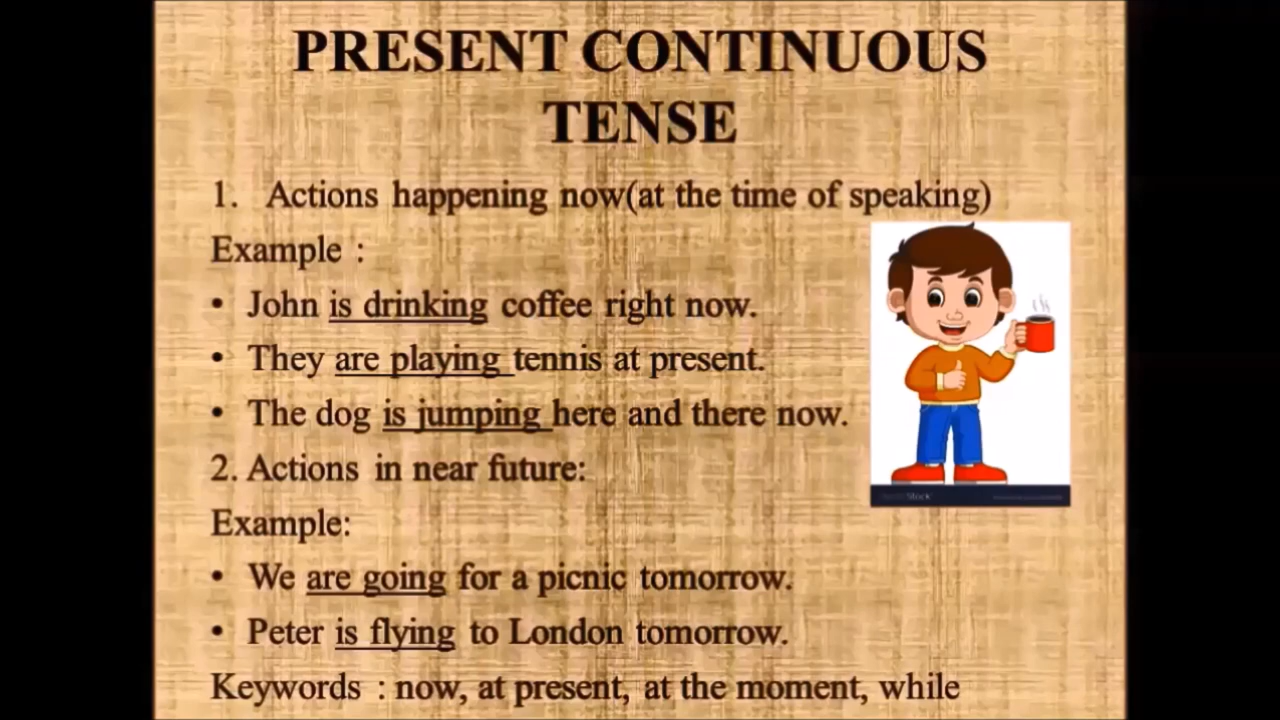 PRESENT CONTINUOUS
TENSE
1. Actions happening now(at the time of speaking)
Example :
• John is drinking coffee right now.
• They are playing tennis at present.
• The dog is jumping here and there now.
2. Actions in near future:
Example:
• We are going for a picnic tomorrow.
• Peter is flying to London tomorrow.
Keywords : now, at present, at the moment, while
Stock